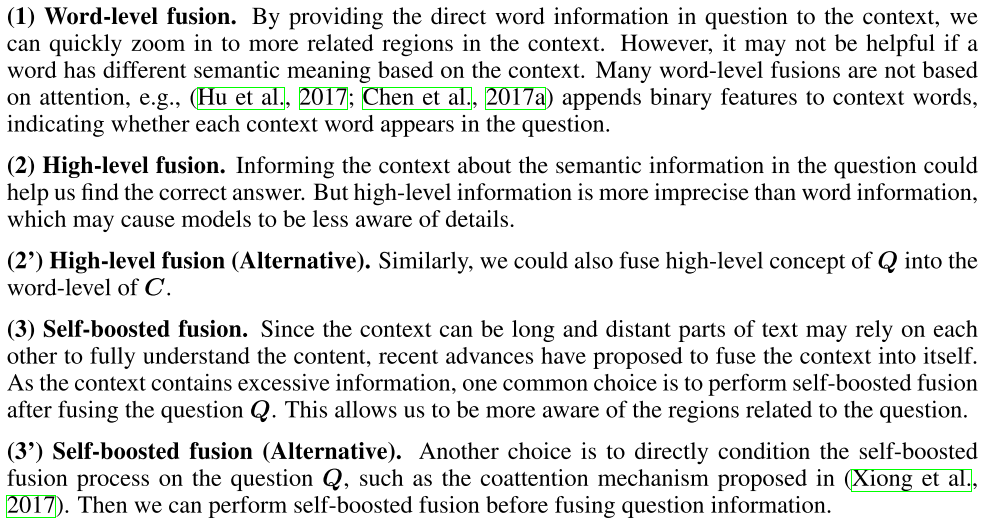 (1) Word-level fusion. By providing the direct word information in question to the context, we
can quickly zoom in to more related regions in the context. However, it may not be helpful if a
word has different semantic meaning based on the context. Many word-level fusions are not based
on attention, e.g., (Hu et al., 2017; Chen et al., 2017a) appends binary features to context words,
indicating whether each context word appears in the question.
(2) High-level fusion. Informing the context about the semantic information in the question could
help us find the correct answer. But high-level information is more imprecise than word information,
which may cause models to be less aware of details.
(2') High-level fusion (Alternative). Similarly, we could also fuse high-level concept of Q into the
word-level of C.
(3) Self-boosted fusion. Since the context can be long and distant parts of text may rely on each
other to fully understand the content, recent advances have proposed to fuse the context into itself.
As the context contains excessive information, one common choice is to perform self-boosted fusion
after fusing the question Q. This allows us to be more aware of the regions related to the question.
(3') Self-boosted fusion (Alternative). Another choice is to directly condition the self-boosted
fusion process on the question Q, such as the coattention mechanism proposed in (Xiong et al.,
2017). Then we can perform self-boosted fusion before fusing question information.